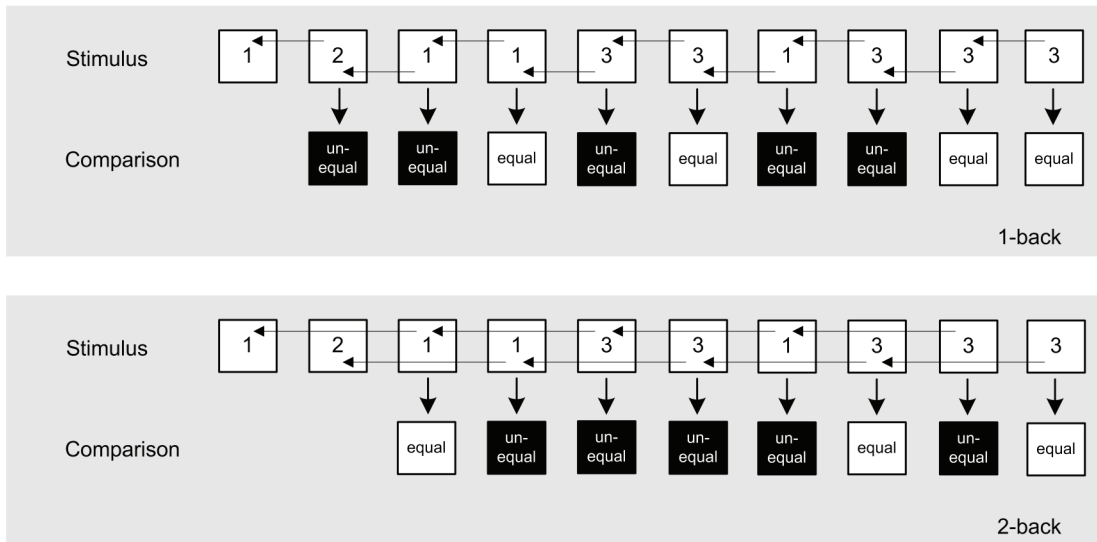 Stimulus 1 2 1 1 3 3 1 3 3 3
Comparison un-equal un-equal equal un-equal equal un-equal un-equal equal equal
1-back
Stimulus 1 2 1 1 3 3 1 3 3 3
Comparison equal un-equal un-equal un-equal un-equal equal un-equal equal
2-back